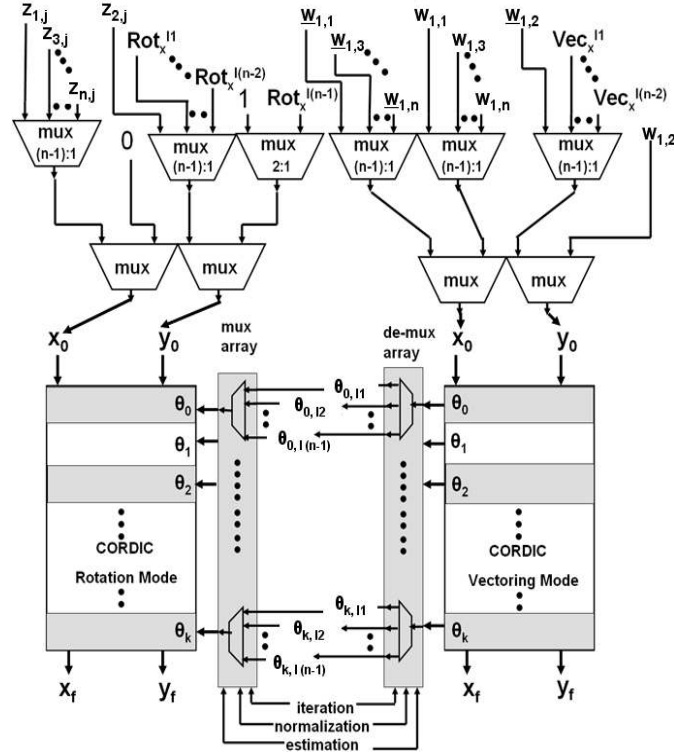 z1,j
z3,j
zn,j
z2,j
Rotx^l1
Rotx^l(n-2)
1
Rotx^l(n-1)
w1,1
w1,3
w1,n
w1,1
w1,3
w1,n
w1,2
Vecx^l1
Vecx^l(n-2)
w1,2
mux
(n-1):1
0
mux
(n-1):1
mux
2:1
mux
(n-1):1
mux
(n-1):1
mux
(n-1):1
mux
mux
mux
mux
x0
y0
mux
array
de-mux
array
x0
y0
θ0
θ1
θ2
CORDIC
Rotation Mode
θk
θ0, l1
θ0, l2
θ0, l (n-1)
θk, l1
θk, l2
θk, l (n-1)
θ0
θ1
θ2
CORDIC
Vectoring Mode
θk
xf
yf
iteration
normalization
estimation
xf
yf